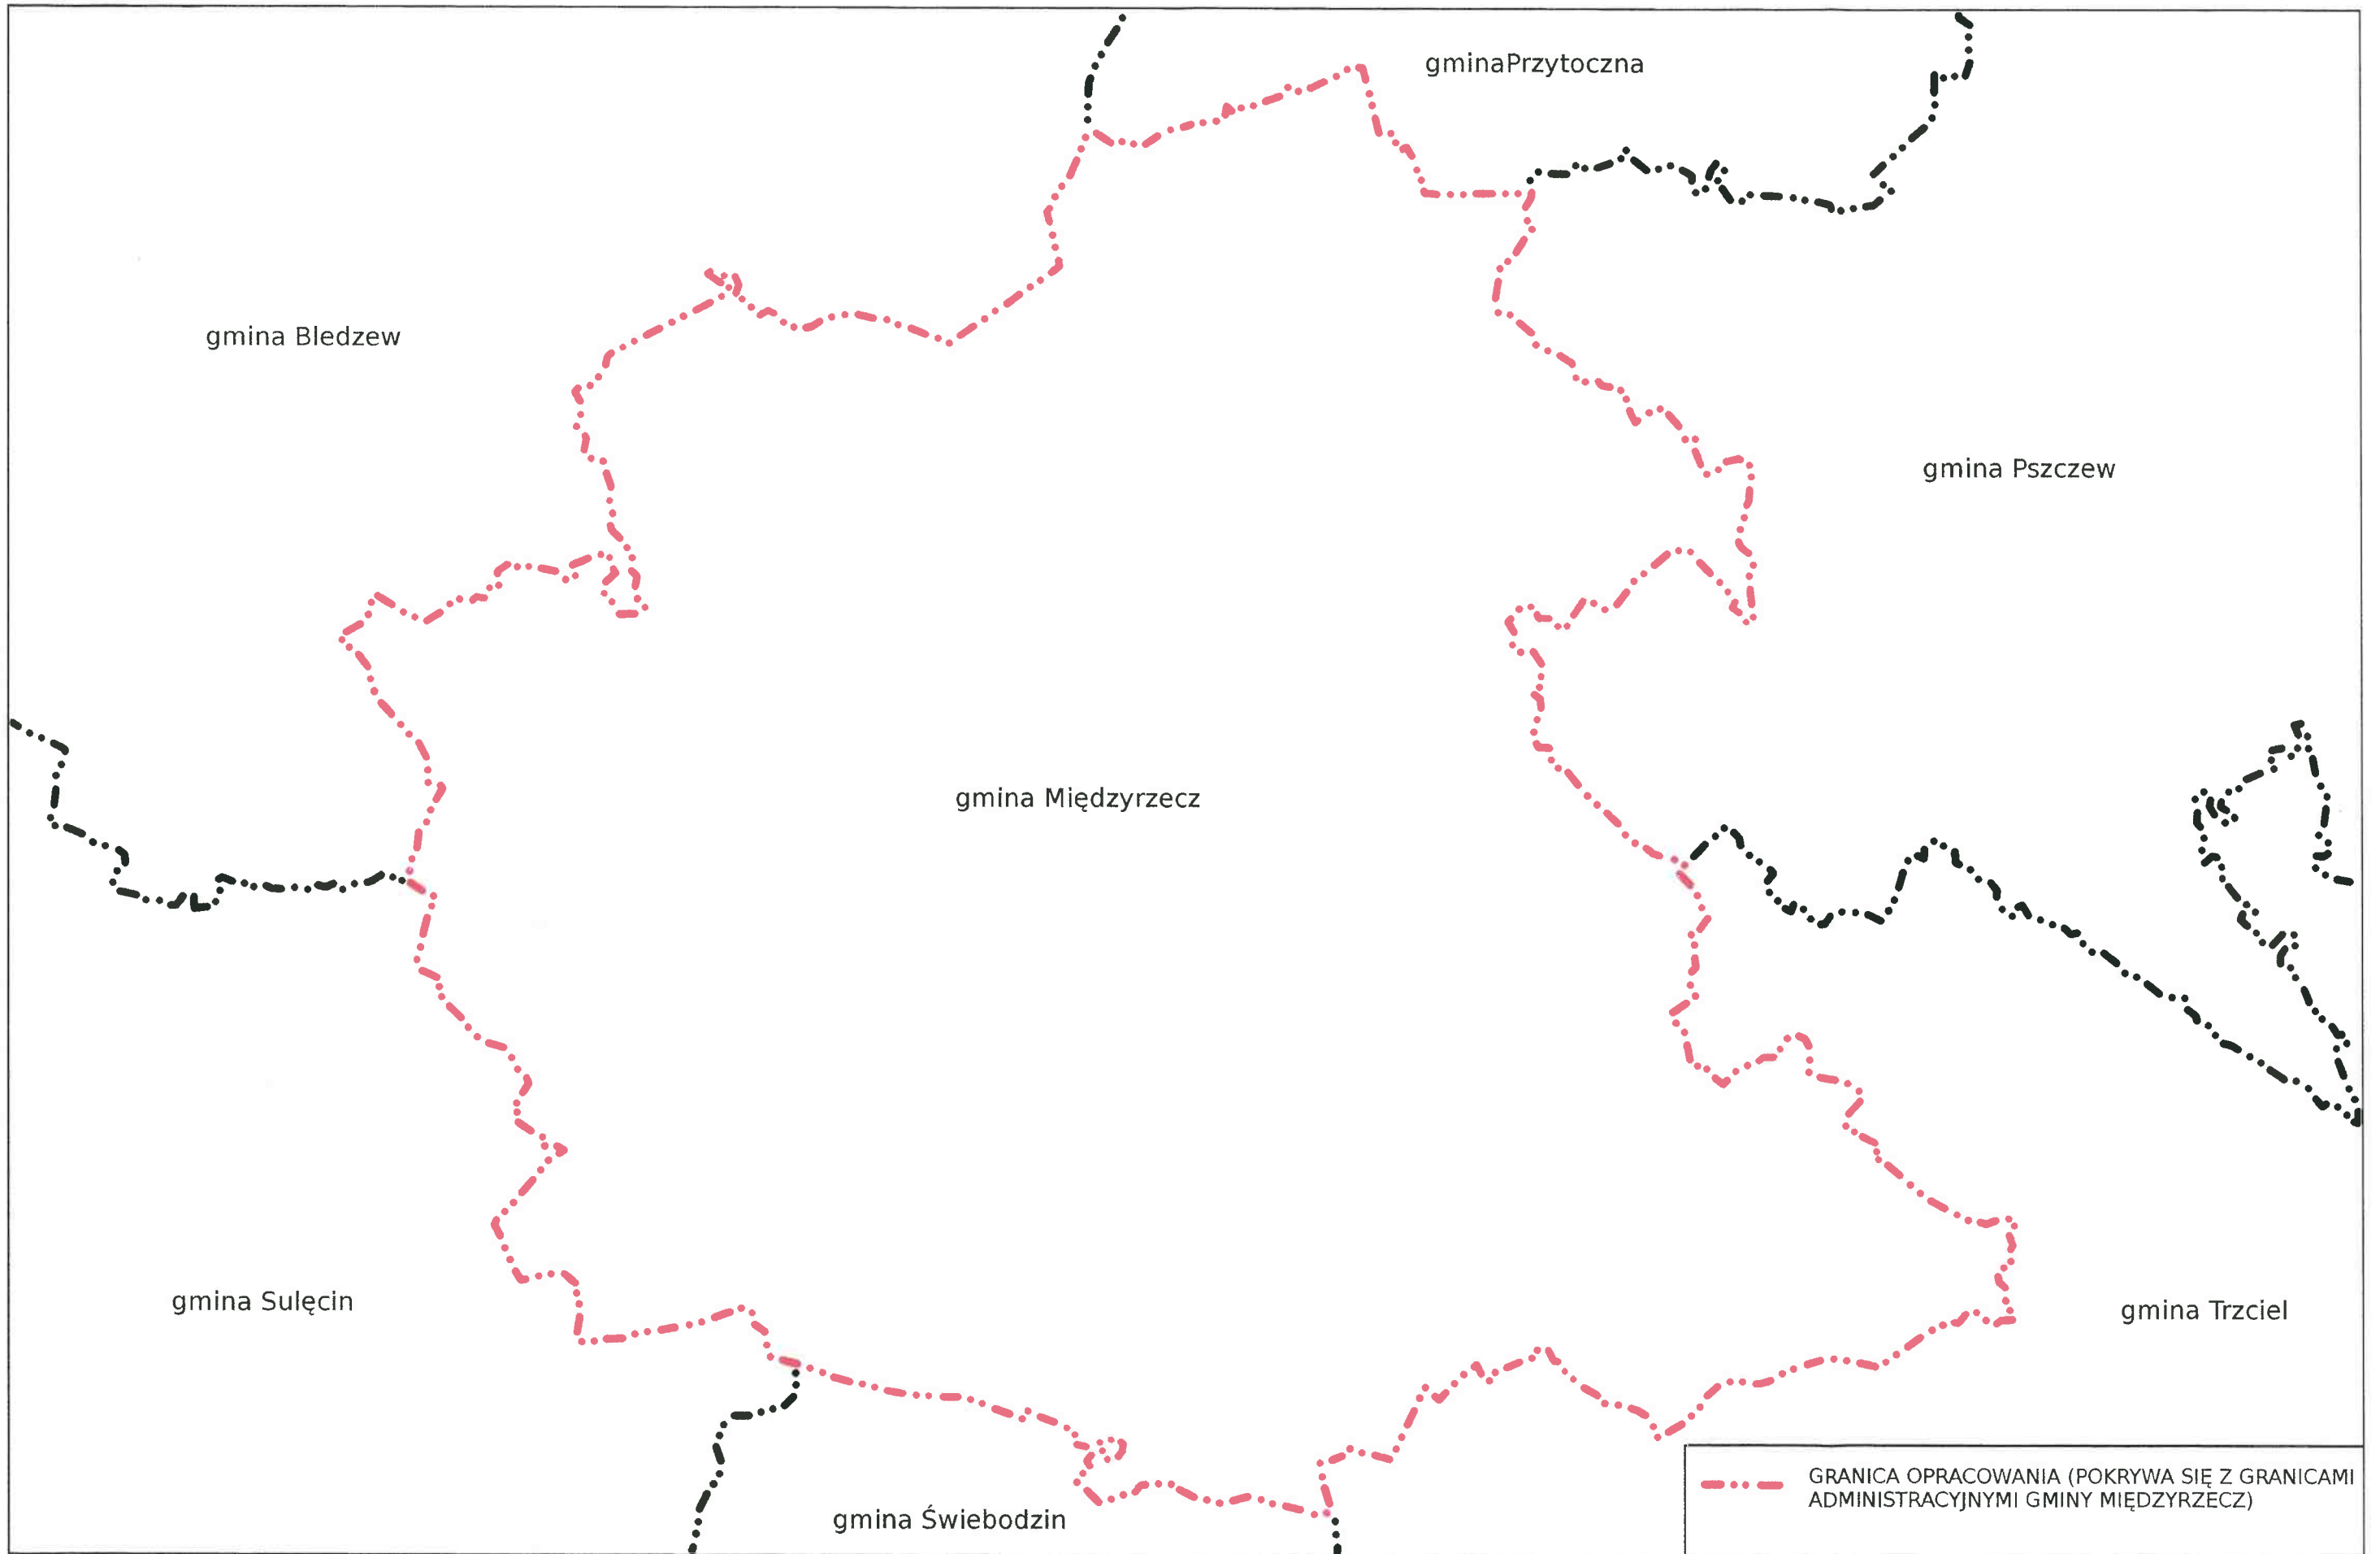 gminaPrzytoczna
gmina Bledzew
gmina Pszczew
gmina Międzyrzecz
gmina Sulęcin
gmina Trzciel
gmina Świebodzin
GRANICA OPRACOWANIA (POKRYWA SIĘ Z GRANICAMI
ADMINISTRACYJNYMI GMINY MIĘDZYRZECZ)